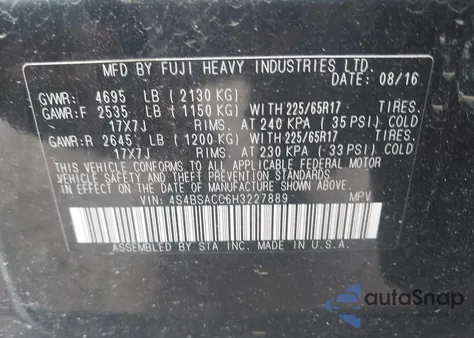 MFD BY FUJI HEAVY INDUSTRIES LTD.
DATE: 08/16
GVWR: 4695 LB (2130 KG)
GAWR:F 2535 LB (1150 KG) WITH 225/65R17 TIRES.
17X7J RIMS. AT 240 KPA (35 PSI) COLD
GAWR:R 2645 LB (1200 KG) WITH 225/65R17 TIRES.
17X7J RIMS. AT 230 KPA (33 PSI) COLD
THIS VEHICLE CONFORMS TO ALL APPLICABLE FEDERAL MOTOR
VEHICLE SAFETY AND THEFT PREVENTION STANDARDS IN
EFFECT ON THE DATE OF MANUFACTURE SHOWN ABOVE.
VIN: 4S4BSACC6H3227889 MPV
ASSEMBLED BY SIA INC. IN U.S.A.
autoSnap